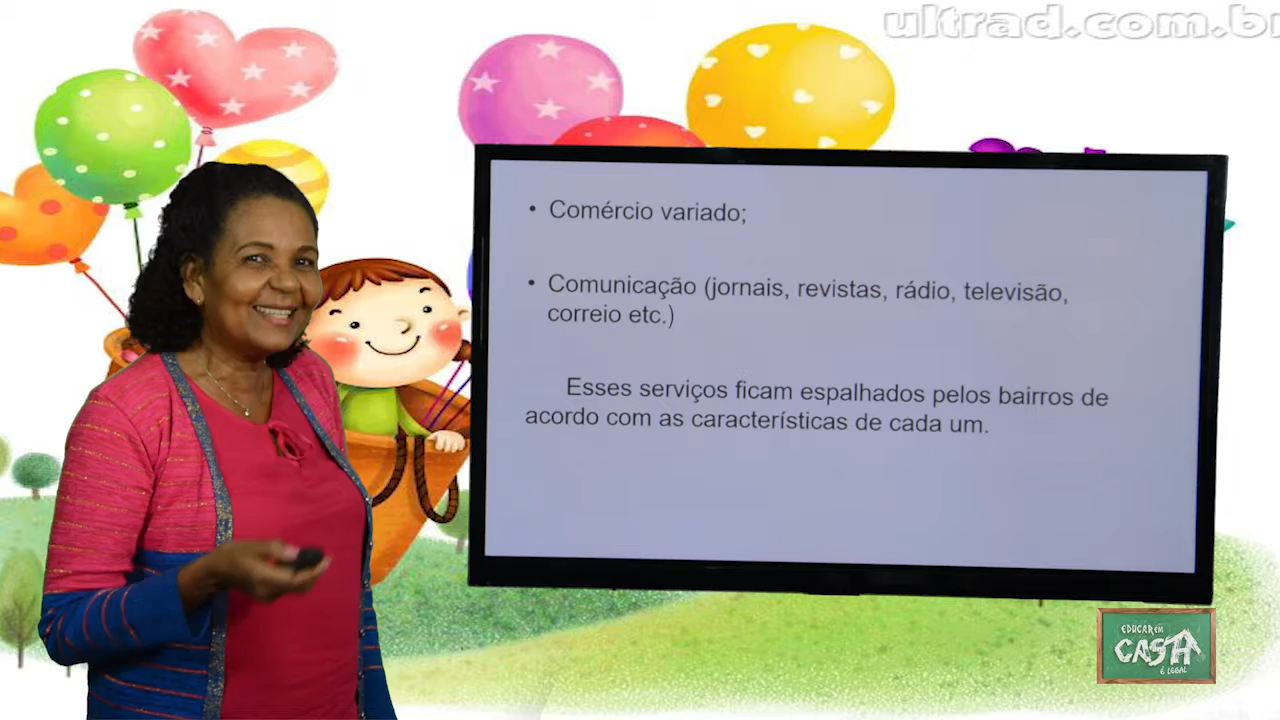 ultrad.com.br
• Comércio variado;
• Comunicação (jornais, revistas, rádio, televisão,
correio etc.)
Esses serviços ficam espalhados pelos bairros de
acordo com as características de cada um.
EDUCAR EM
CASA
É LEGAL